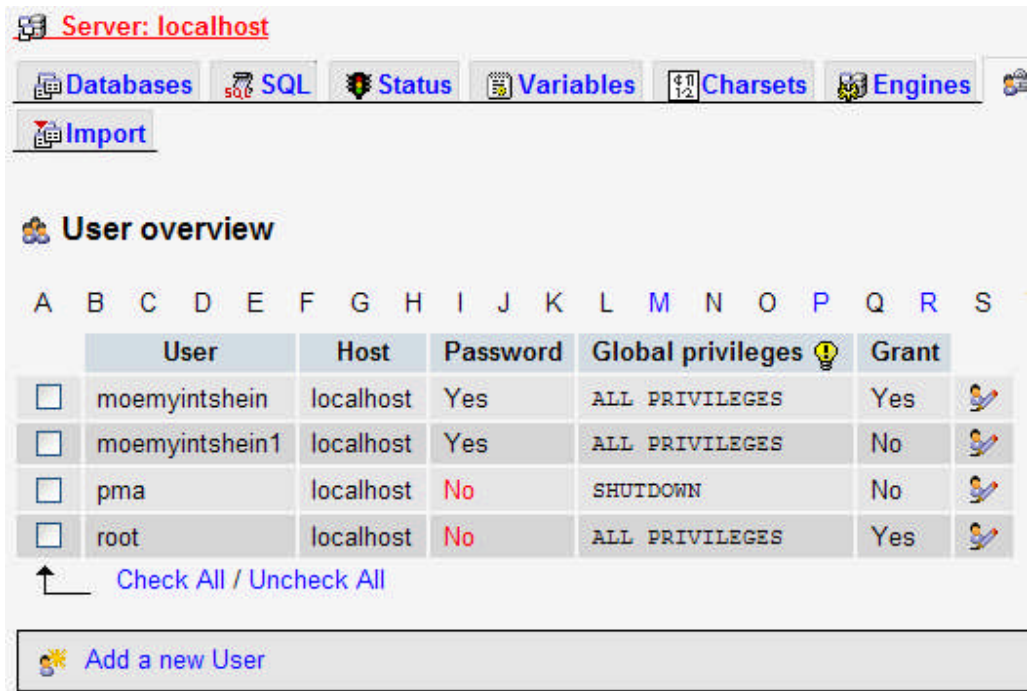 Server: localhost
Databases SQL Status Variables Charsets Engines
Import
User overview
A B C D E F G H I J K L M N O P Q R S
User Host Password Global privileges Grant
moemyintshein localhost Yes ALL PRIVILEGES Yes
moemyintshein1 localhost Yes ALL PRIVILEGES No
pma localhost No SHUTDOWN No
root localhost No ALL PRIVILEGES Yes
Check All / Uncheck All
Add a new User